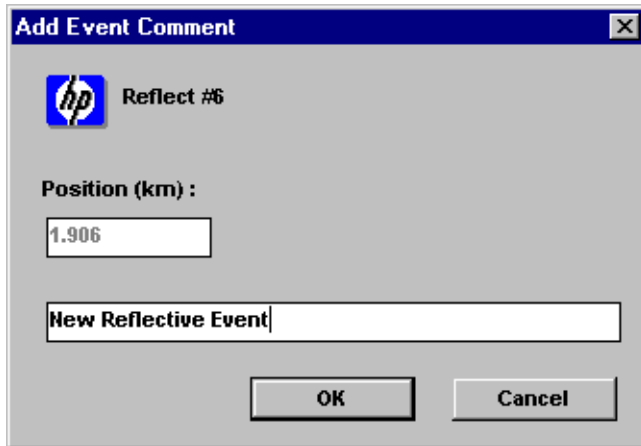 Add Event Comment
hp Reflect #6
Position (km) :
1.906
New Reflective Event
OK Cancel